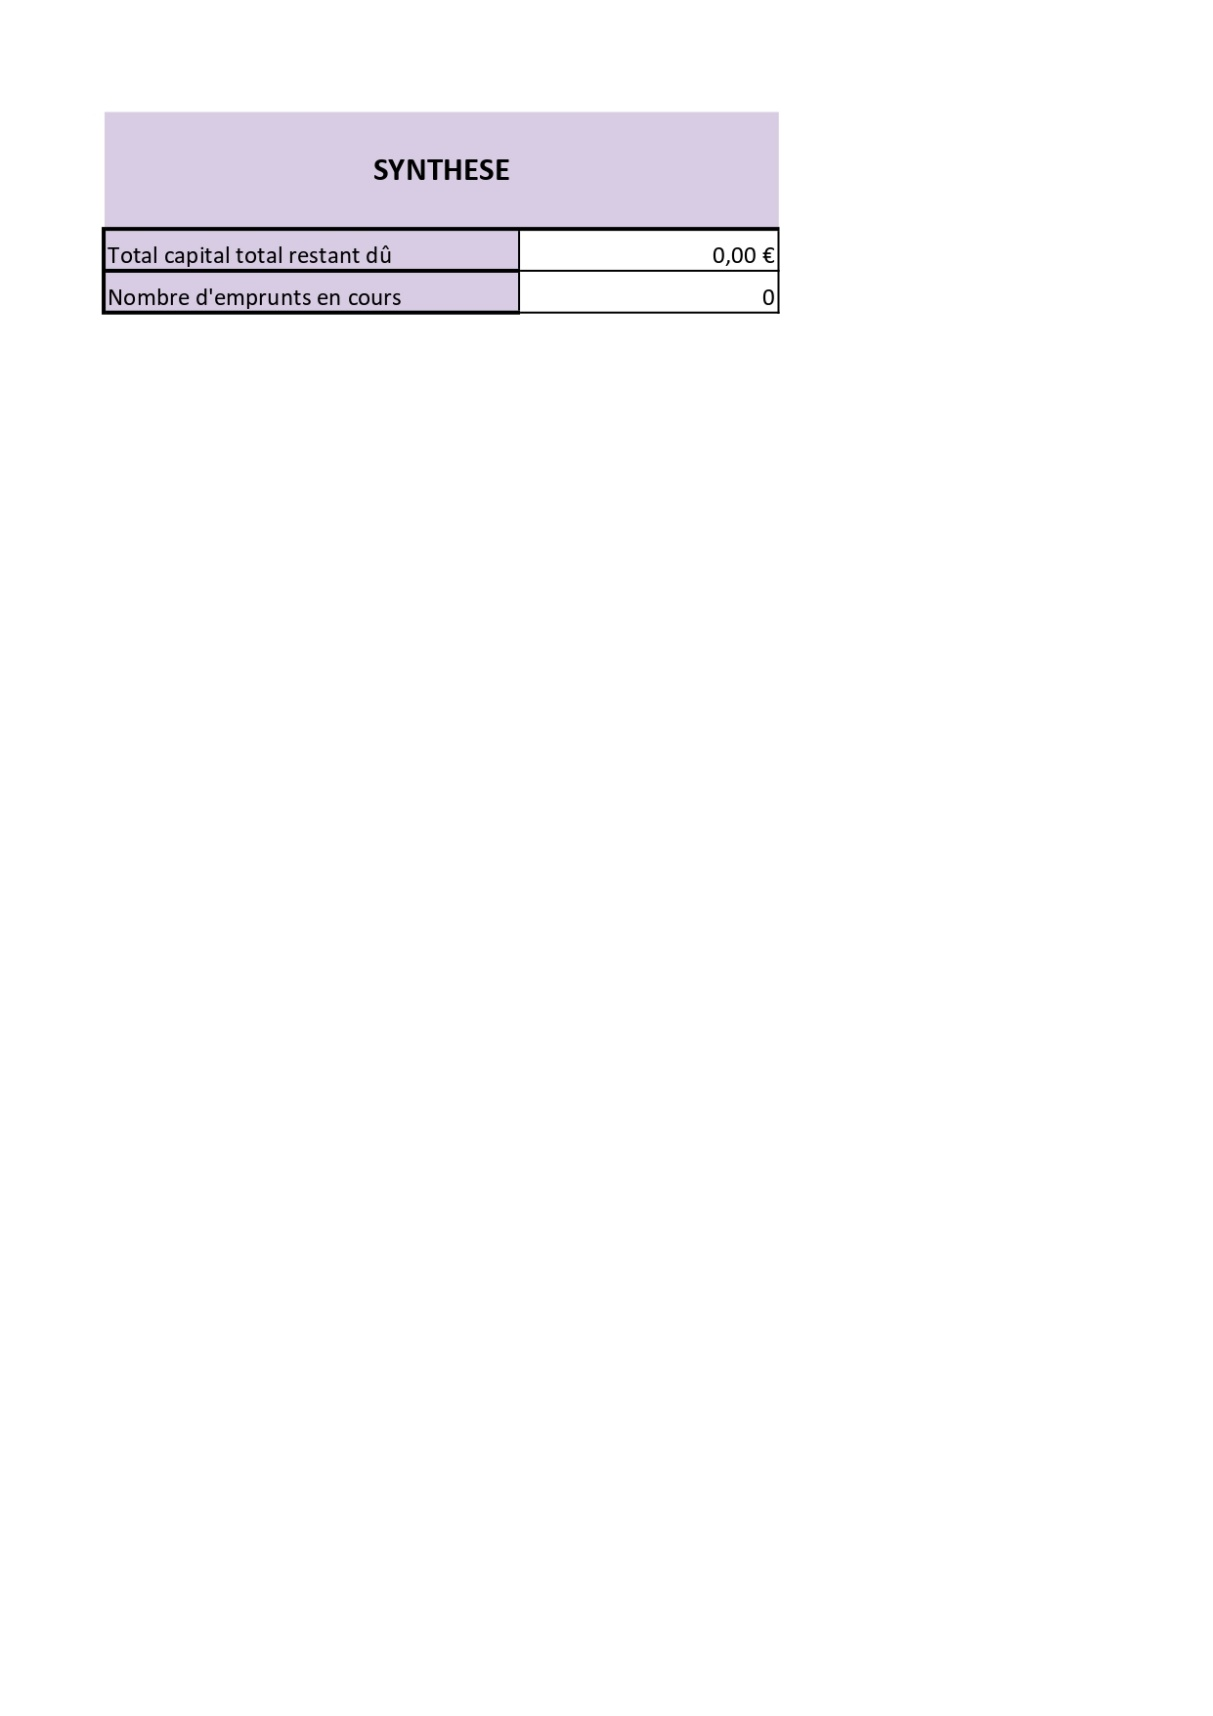 SYNTHESE
Total capital total restant dû 0,00 €
Nombre d'emprunts en cours 0